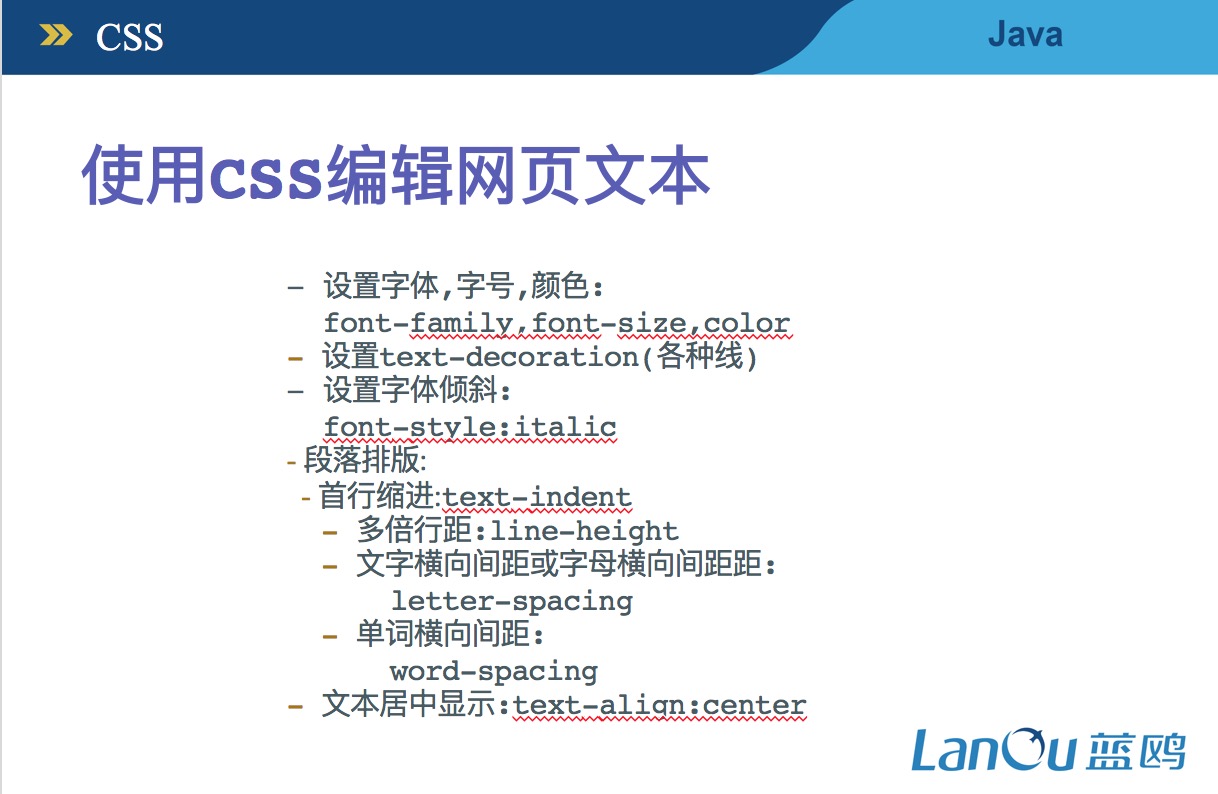 CSS
Java
使用css编辑网页文本
– 设置字体,字号,颜色:
font-family,font-size,color
– 设置text-decoration(各种线)
– 设置字体倾斜:
font-style:italic
- 段落排版:
- 首行缩进:text-indent
– 多倍行距:line-height
– 文字横向间距或字母横向间距距:
letter-spacing
– 单词横向间距:
word-spacing
– 文本居中显示:text-align:center
LanOu 蓝鸥